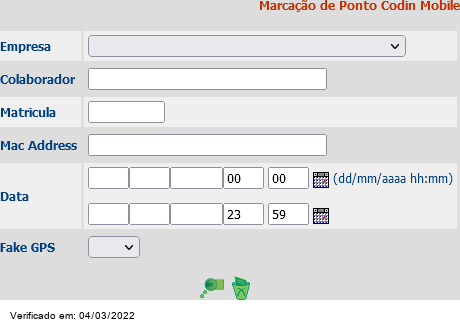 Marcação de Ponto Codin Mobile
Empresa
Colaborador
Matricula
Mac Address
Data
00 00 (dd/mm/aaaa hh:mm)
23 59
Fake GPS
Verificado em: 04/03/2022